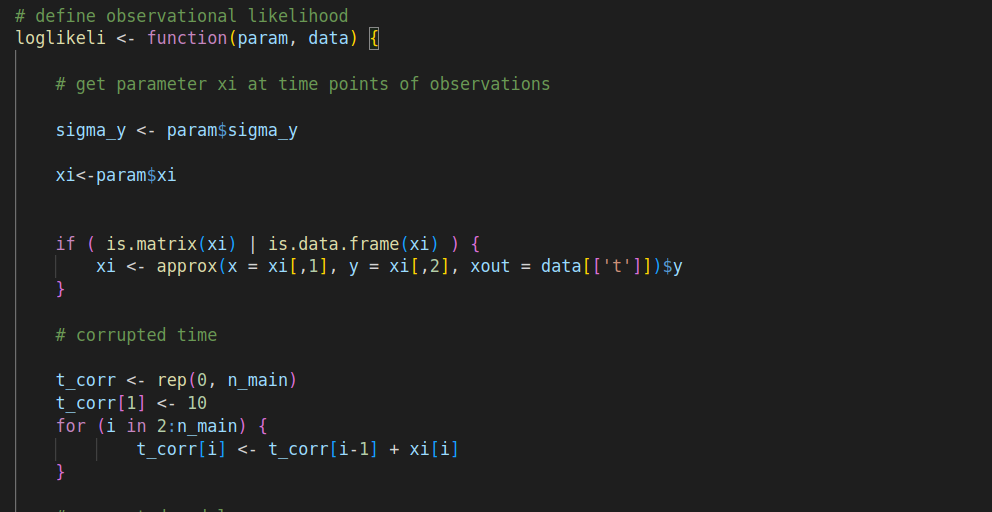 # define observational likelihood
loglikeli <- function(param, data) {
# get parameter xi at time points of observations
sigma_y <- param$sigma_y
xi<-param$xi
if ( is.matrix(xi) | is.data.frame(xi) ) {
xi <- approx(x = xi[,1], y = xi[,2], xout = data[['t']])$y
}
# corrupted time
t_corr <- rep(0, n_main)
t_corr[1] <- 10
for (i in 2:n_main) {
t_corr[i] <- t_corr[i-1] + xi[i]
}